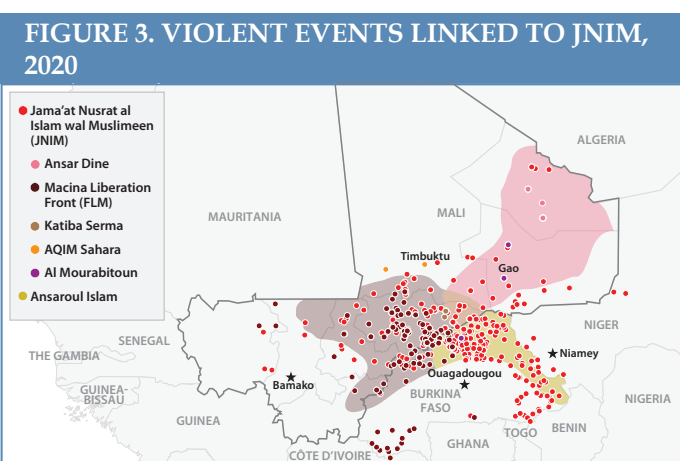 FIGURE 3. VIOLENT EVENTS LINKED TO JNIM,
2020
Jama'at Nusrat al
Islam wal Muslimeen
(JNIM)
Ansar Dine
Macina Liberation
Front (FLM)
Katiba Serma
AQIM Sahara
Al Mourabitoun
Ansaroul Islam
ALGERIA
MAURITANIA
MALI
Timbuktu
Gao
NIGER
SENEGAL
THE GAMBIA
Niamey
Ouagadougou
Bamako
GUINEA-
BISSAU
BURKINA
FASO
NIGERIA
GUINEA
BENIN
TOGO
GHANA
CÔTE D'IVOIRE